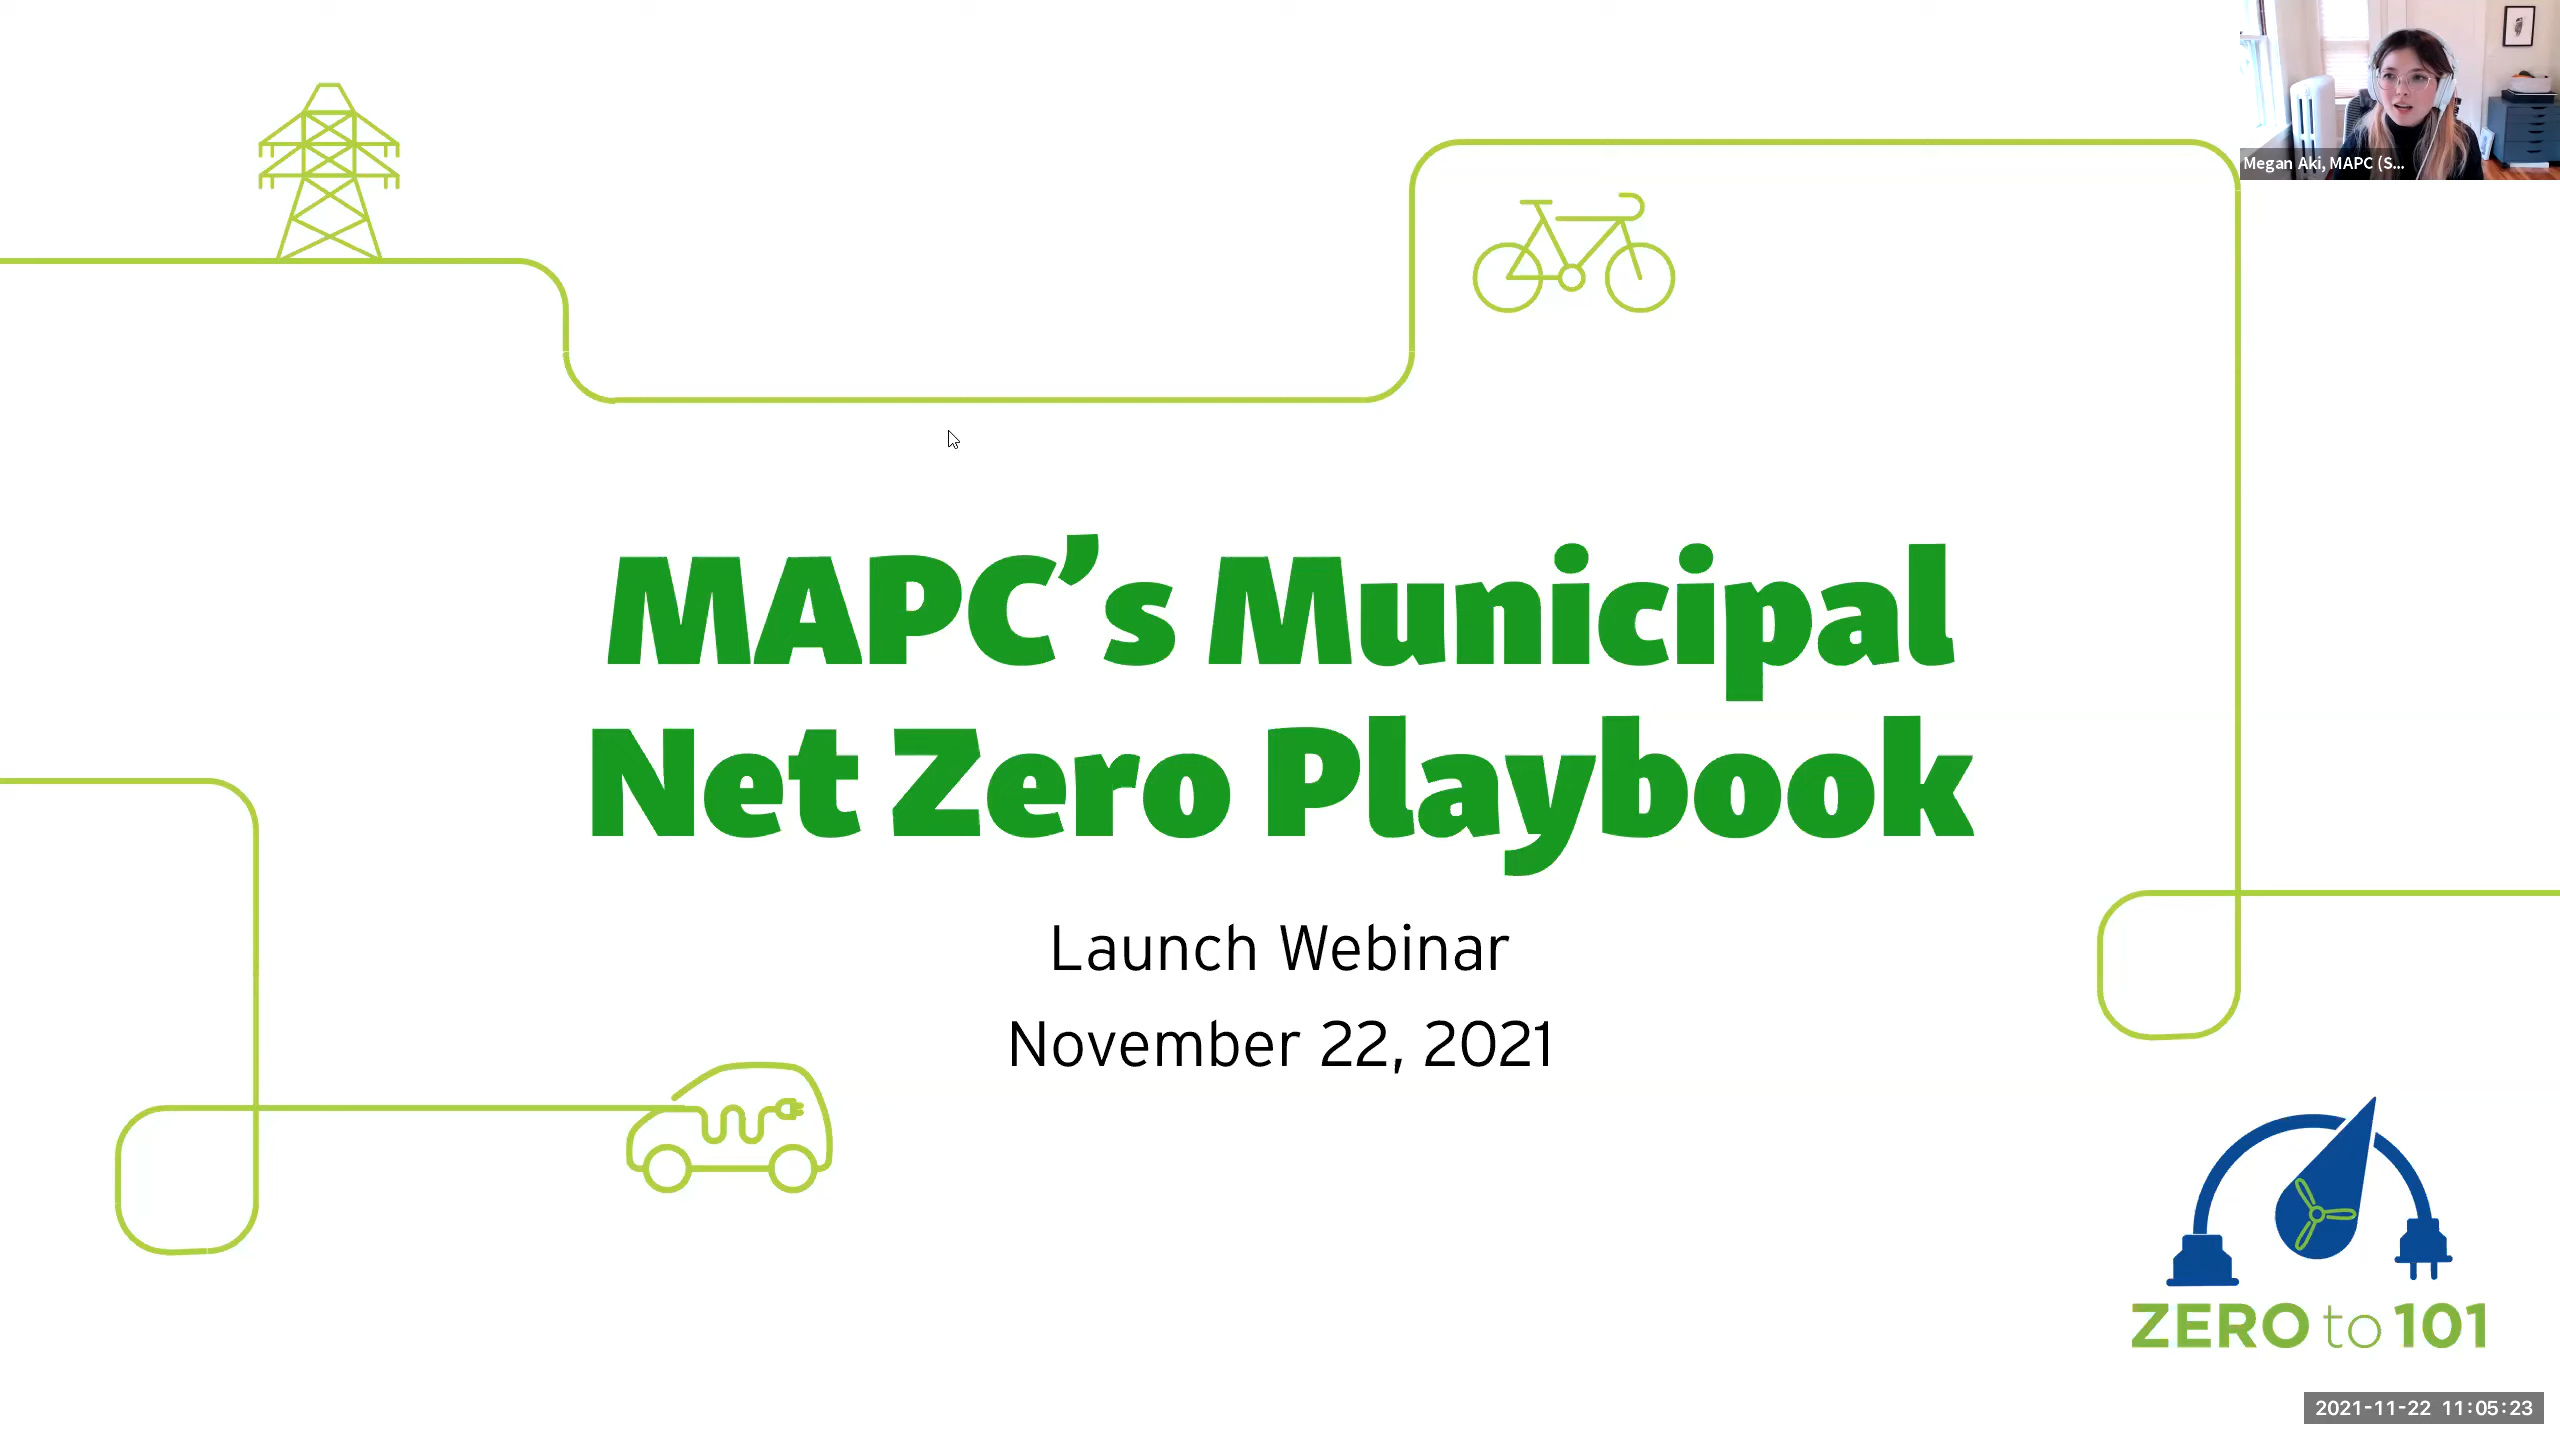 Megan Aki, MAPC (S...
MAPC’s Municipal
Net Zero Playbook
Launch Webinar
November 22, 2021
ZERO to 101
2021-11-22 11:05:23